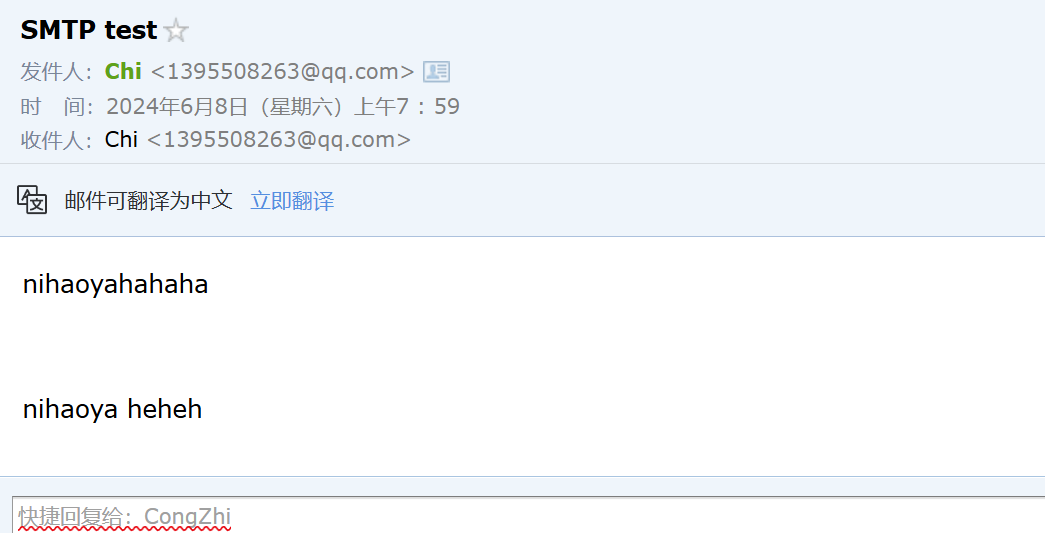 SMTP test
发件人：Chi <1395508263@qq.com>
时　间：2024年6月8日（星期六）上午7：59
收件人：Chi <1395508263@qq.com>
邮件可翻译为中文 立即翻译
nihaoyahahaha
nihaoya heheh
快捷回复给：CongZhi